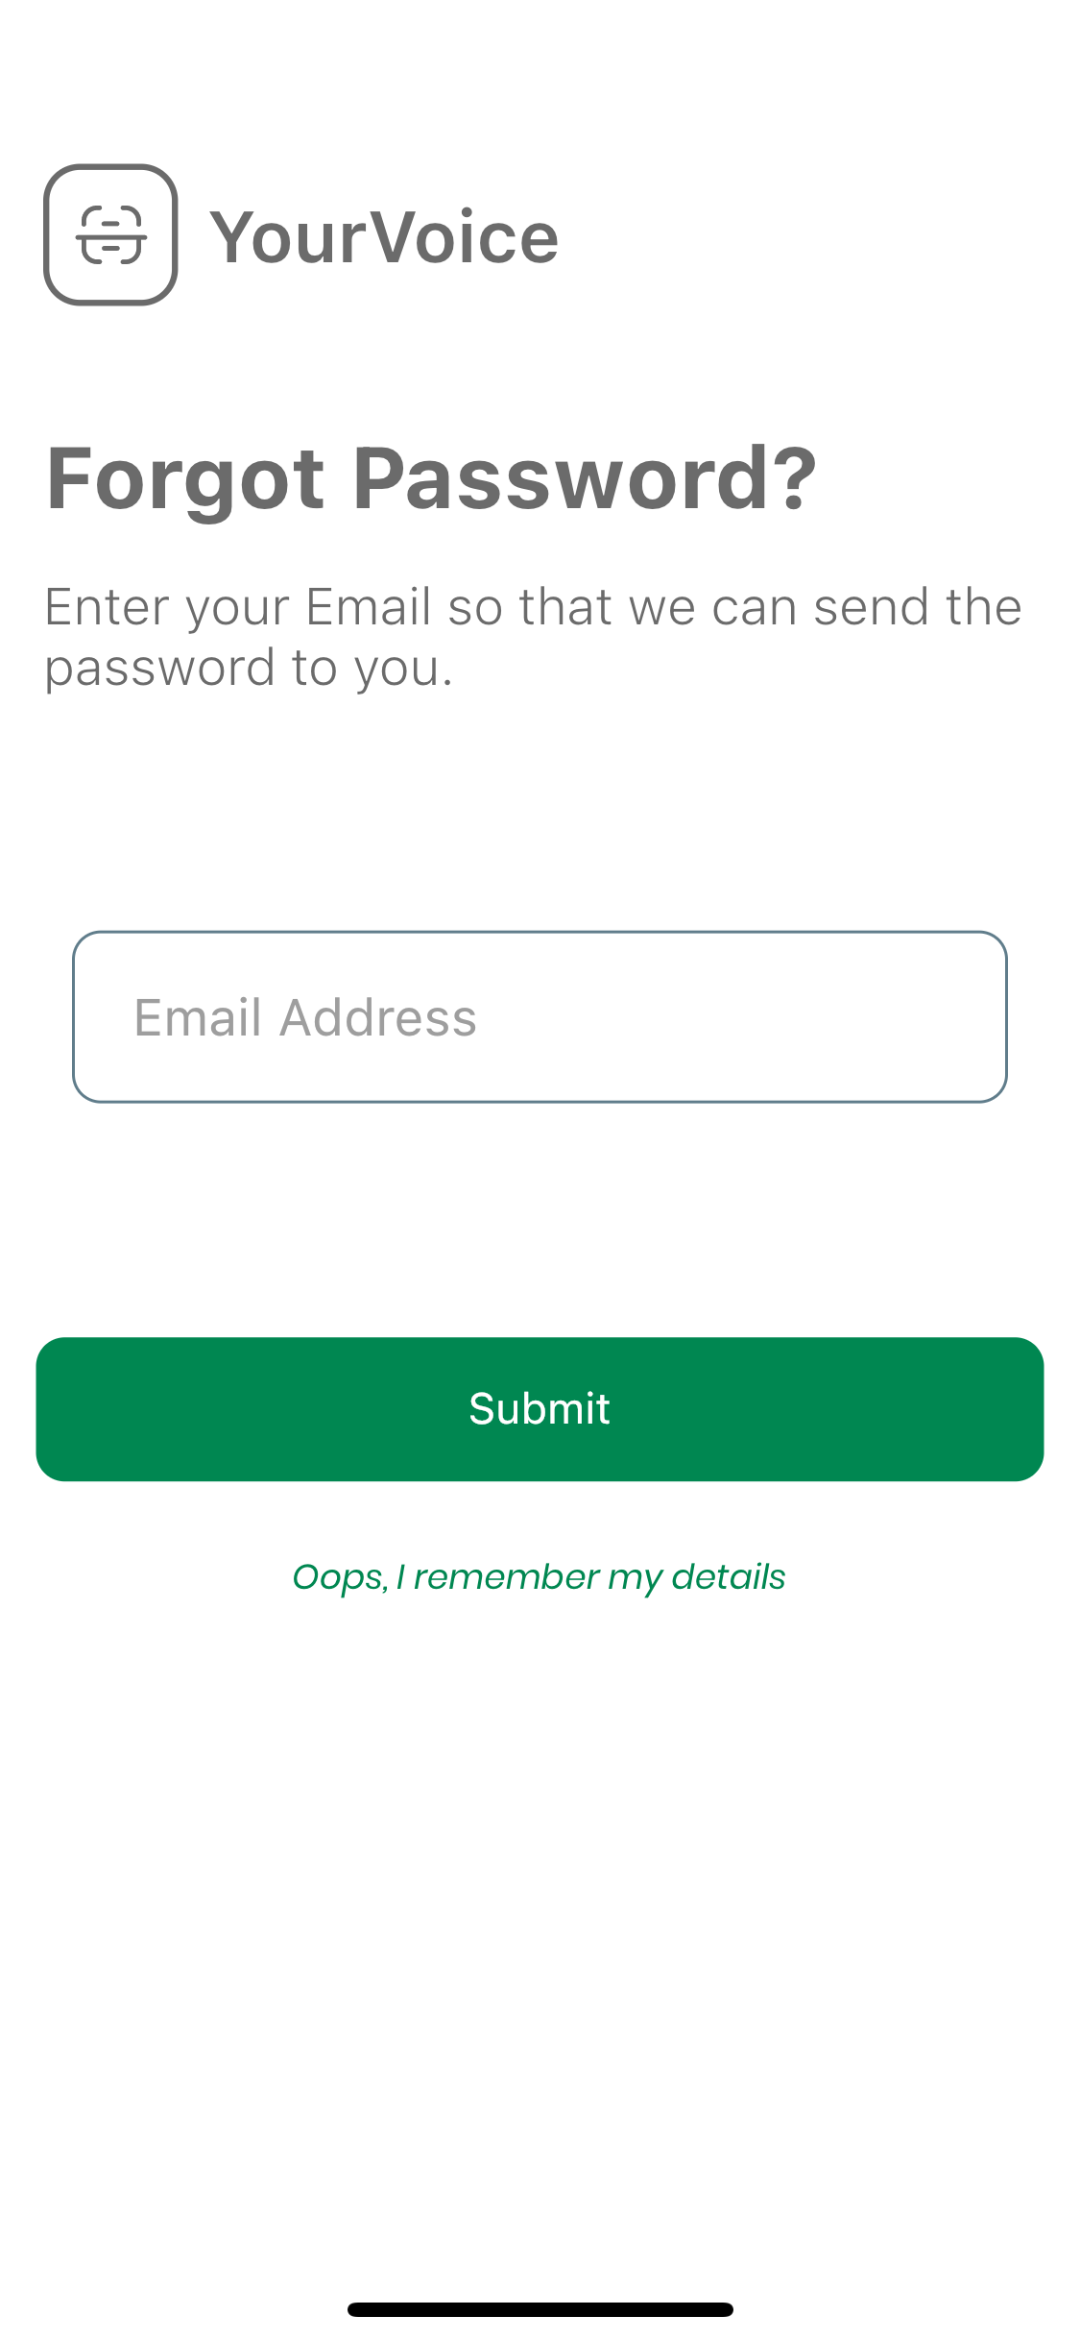 YourVoice
Forgot Password?
Enter your Email so that we can send the
password to you.
Email Address
Submit
Oops, I remember my details